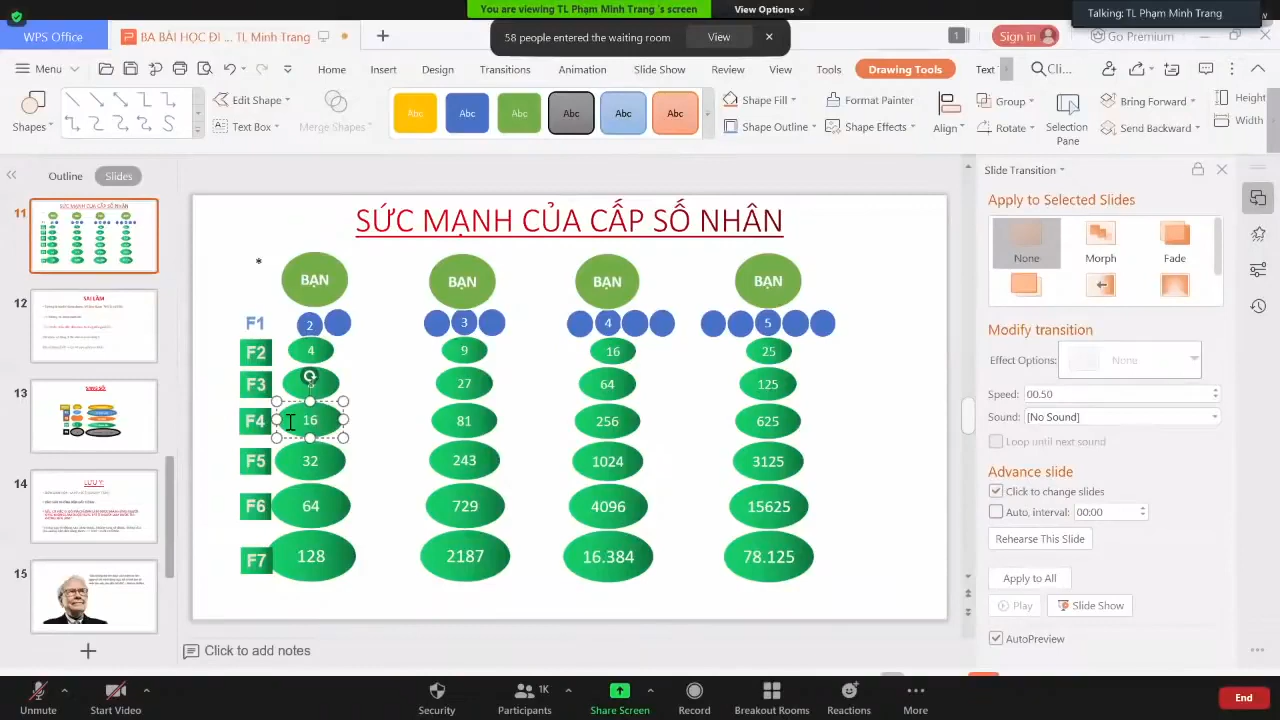 You are viewing TL Phạm Minh Trang 's screen
View Options
Talking: TL Phạm Minh Trang
WPS Office
BA BÀI HỌC ĐI ... TL Minh Trang
58 people entered the waiting room
View
1
Sign in
Go Premium
Menu
Home
Insert
Design
Transitions
Animation
Slide Show
Review
View
Tools
Drawing Tools
Text
Cli...
Shapes
Edit Shape
Text Box
Merge Shapes
Abc
Abc
Abc
Abc
Abc
Abc
Shape Fill
Shape Outline
Format Painter
Shape Effects
Align
Group
Rotate
Selection Pane
Bring Forward
Send Backward
Height
Width
Outline
Slides
11
12
SAI LẦM
13
14
LƯU Ý
15
SỨC MẠNH CỦA CẤP SỐ NHÂN
*
BẠN BẠN BẠN BẠN
F1 2 3 4 5
F2 4 9 16 25
F3 27 64 125
F4 16 81 256 625
F5 32 243 1024 3125
F6 64 729 4096 15625
F7 128 2187 16.384 78.125
Click to add notes
Slide Transition
Apply to Selected Slides
None
Morph
Fade
Modify transition
Effect Options:
None
Speed: 00.50
Sound: [No Sound]
Loop until next sound
Advance slide
Click to change slides
Auto, interval: 00:00
Rehearse This Slide
Apply to All
Play
Slide Show
AutoPreview
Unmute
Start Video
Security
Participants
1K
Share Screen
Record
Breakout Rooms
Reactions
More
End